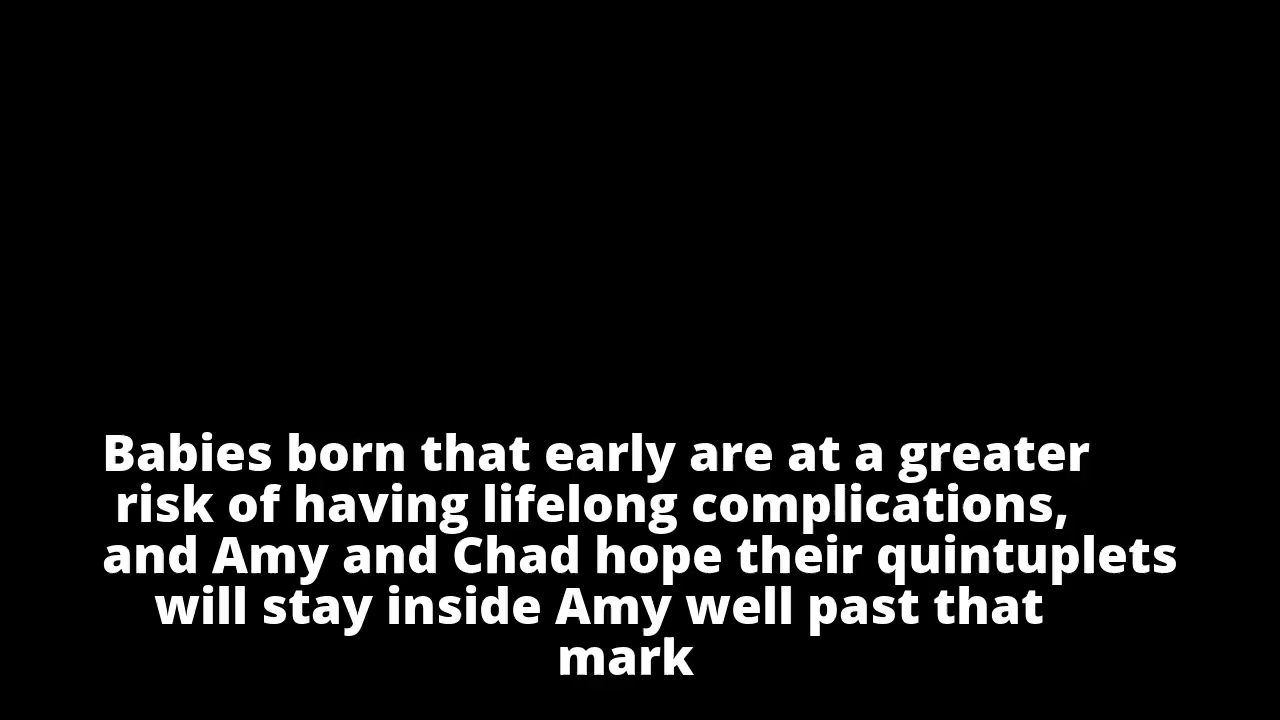 Babies born that early are at a greater
risk of having lifelong complications,
and Amy and Chad hope their quintuplets
will stay inside Amy well past that
mark